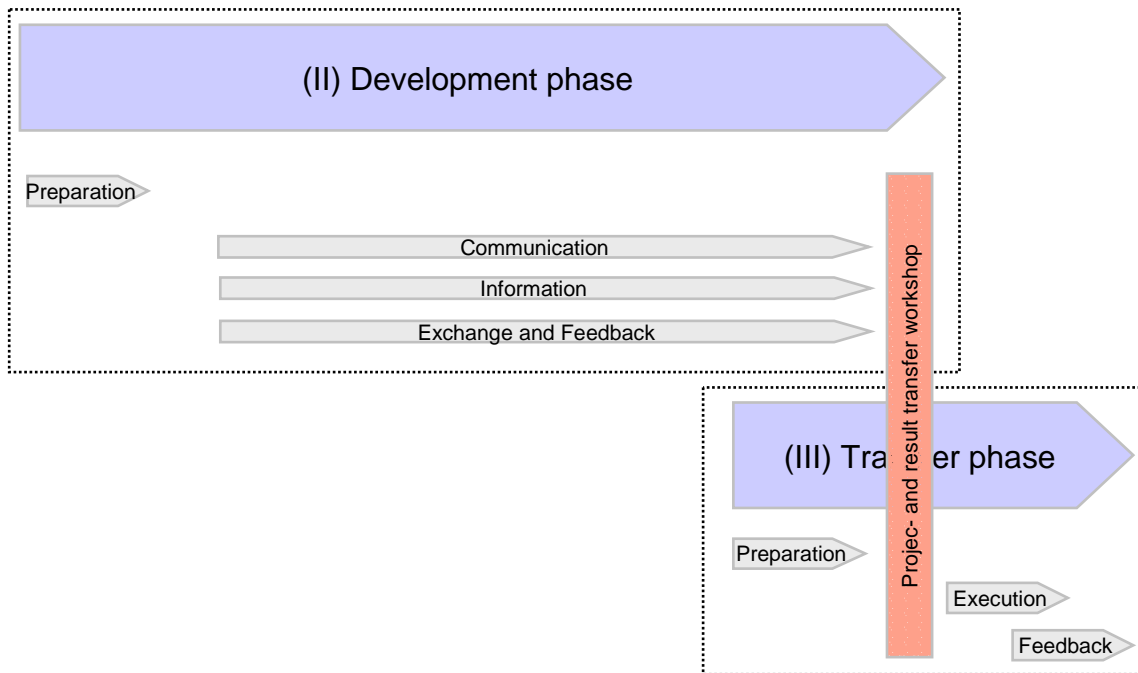 (II) Development phase
Preparation
Communication
Information
Exchange and Feedback
Projec- and result transfer workshop
(III) Tra er phase
Preparation
Execution
Feedback